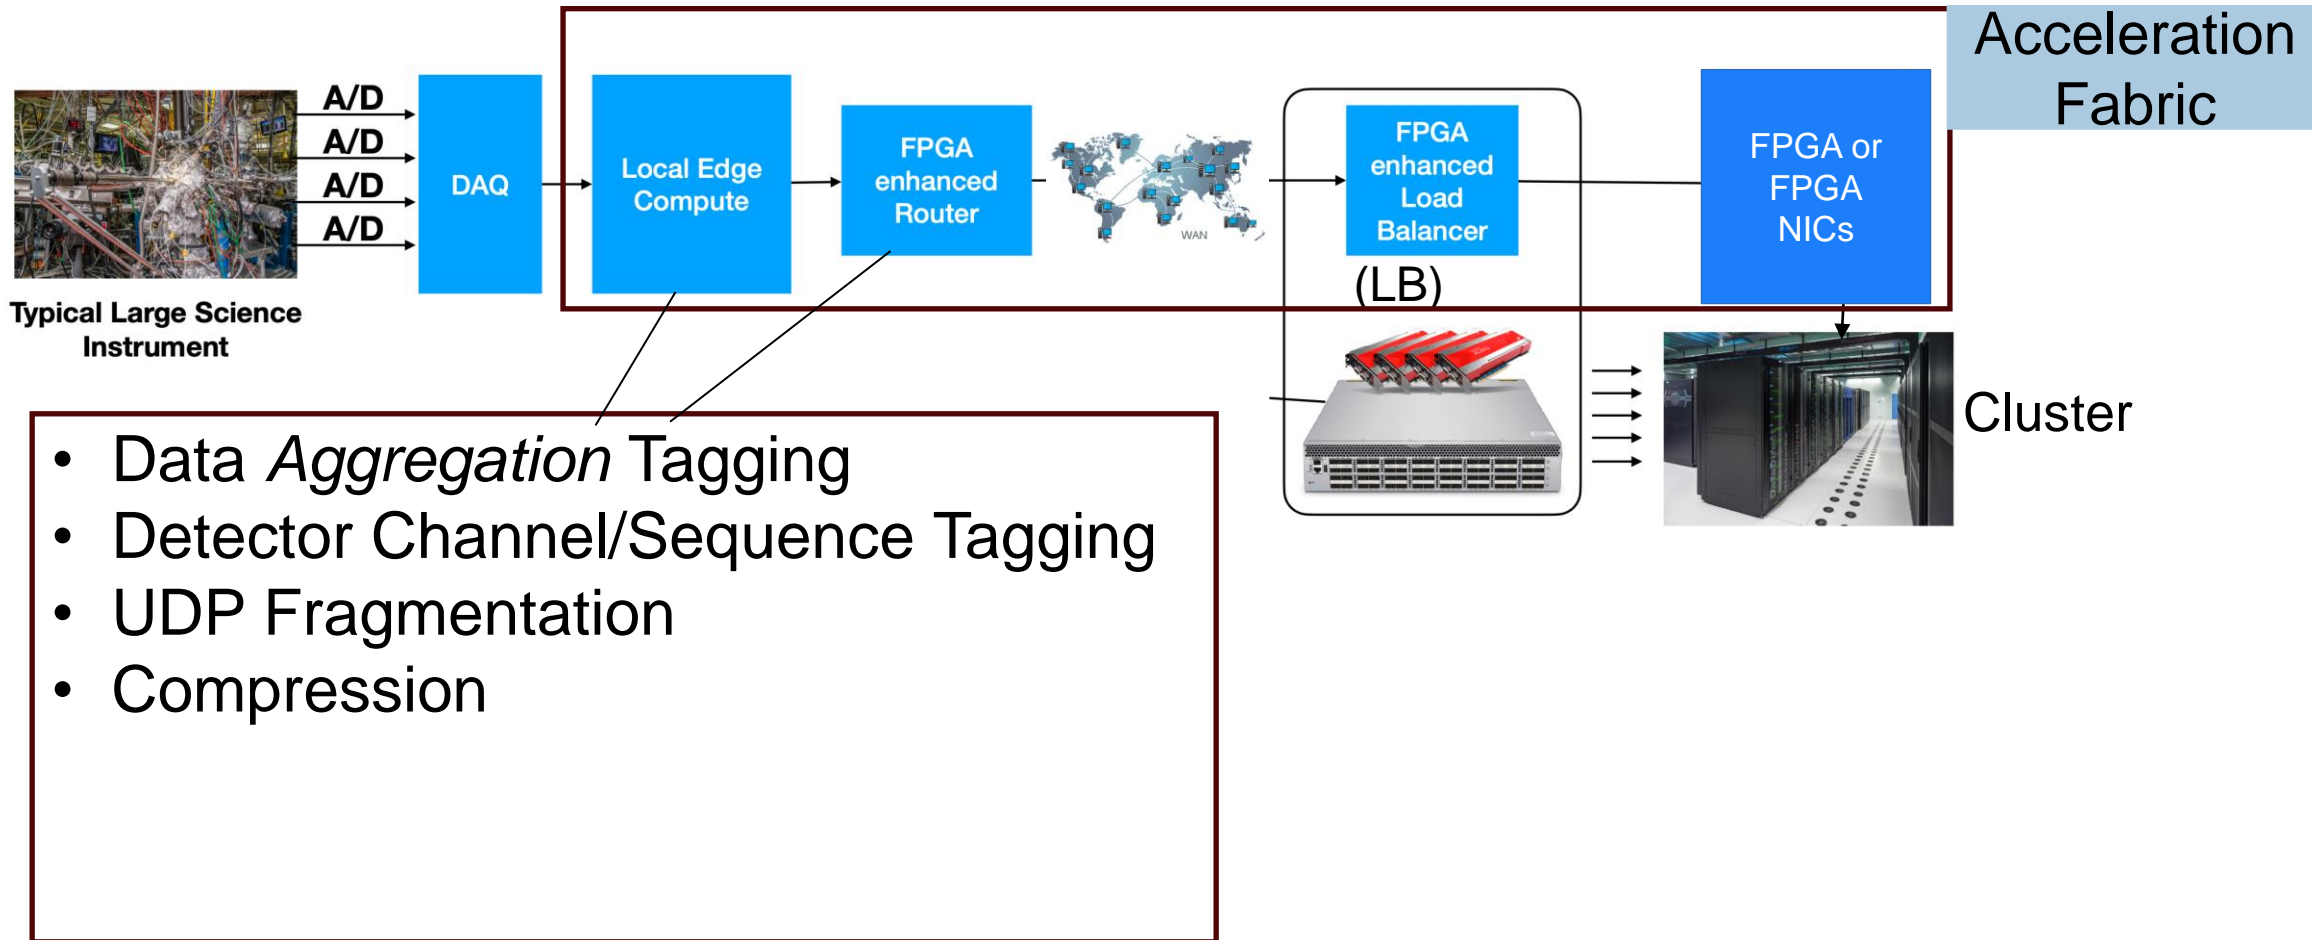 Acceleration
Fabric
A/D
A/D
A/D
A/D
DAQ
Local Edge
Compute
FPGA
enhanced
Router
WAN
FPGA
enhanced
Load
Balancer
(LB)
FPGA or
FPGA
NICs
Typical Large Science
Instrument
Cluster
• Data Aggregation Tagging
• Detector Channel/Sequence Tagging
• UDP Fragmentation
• Compression